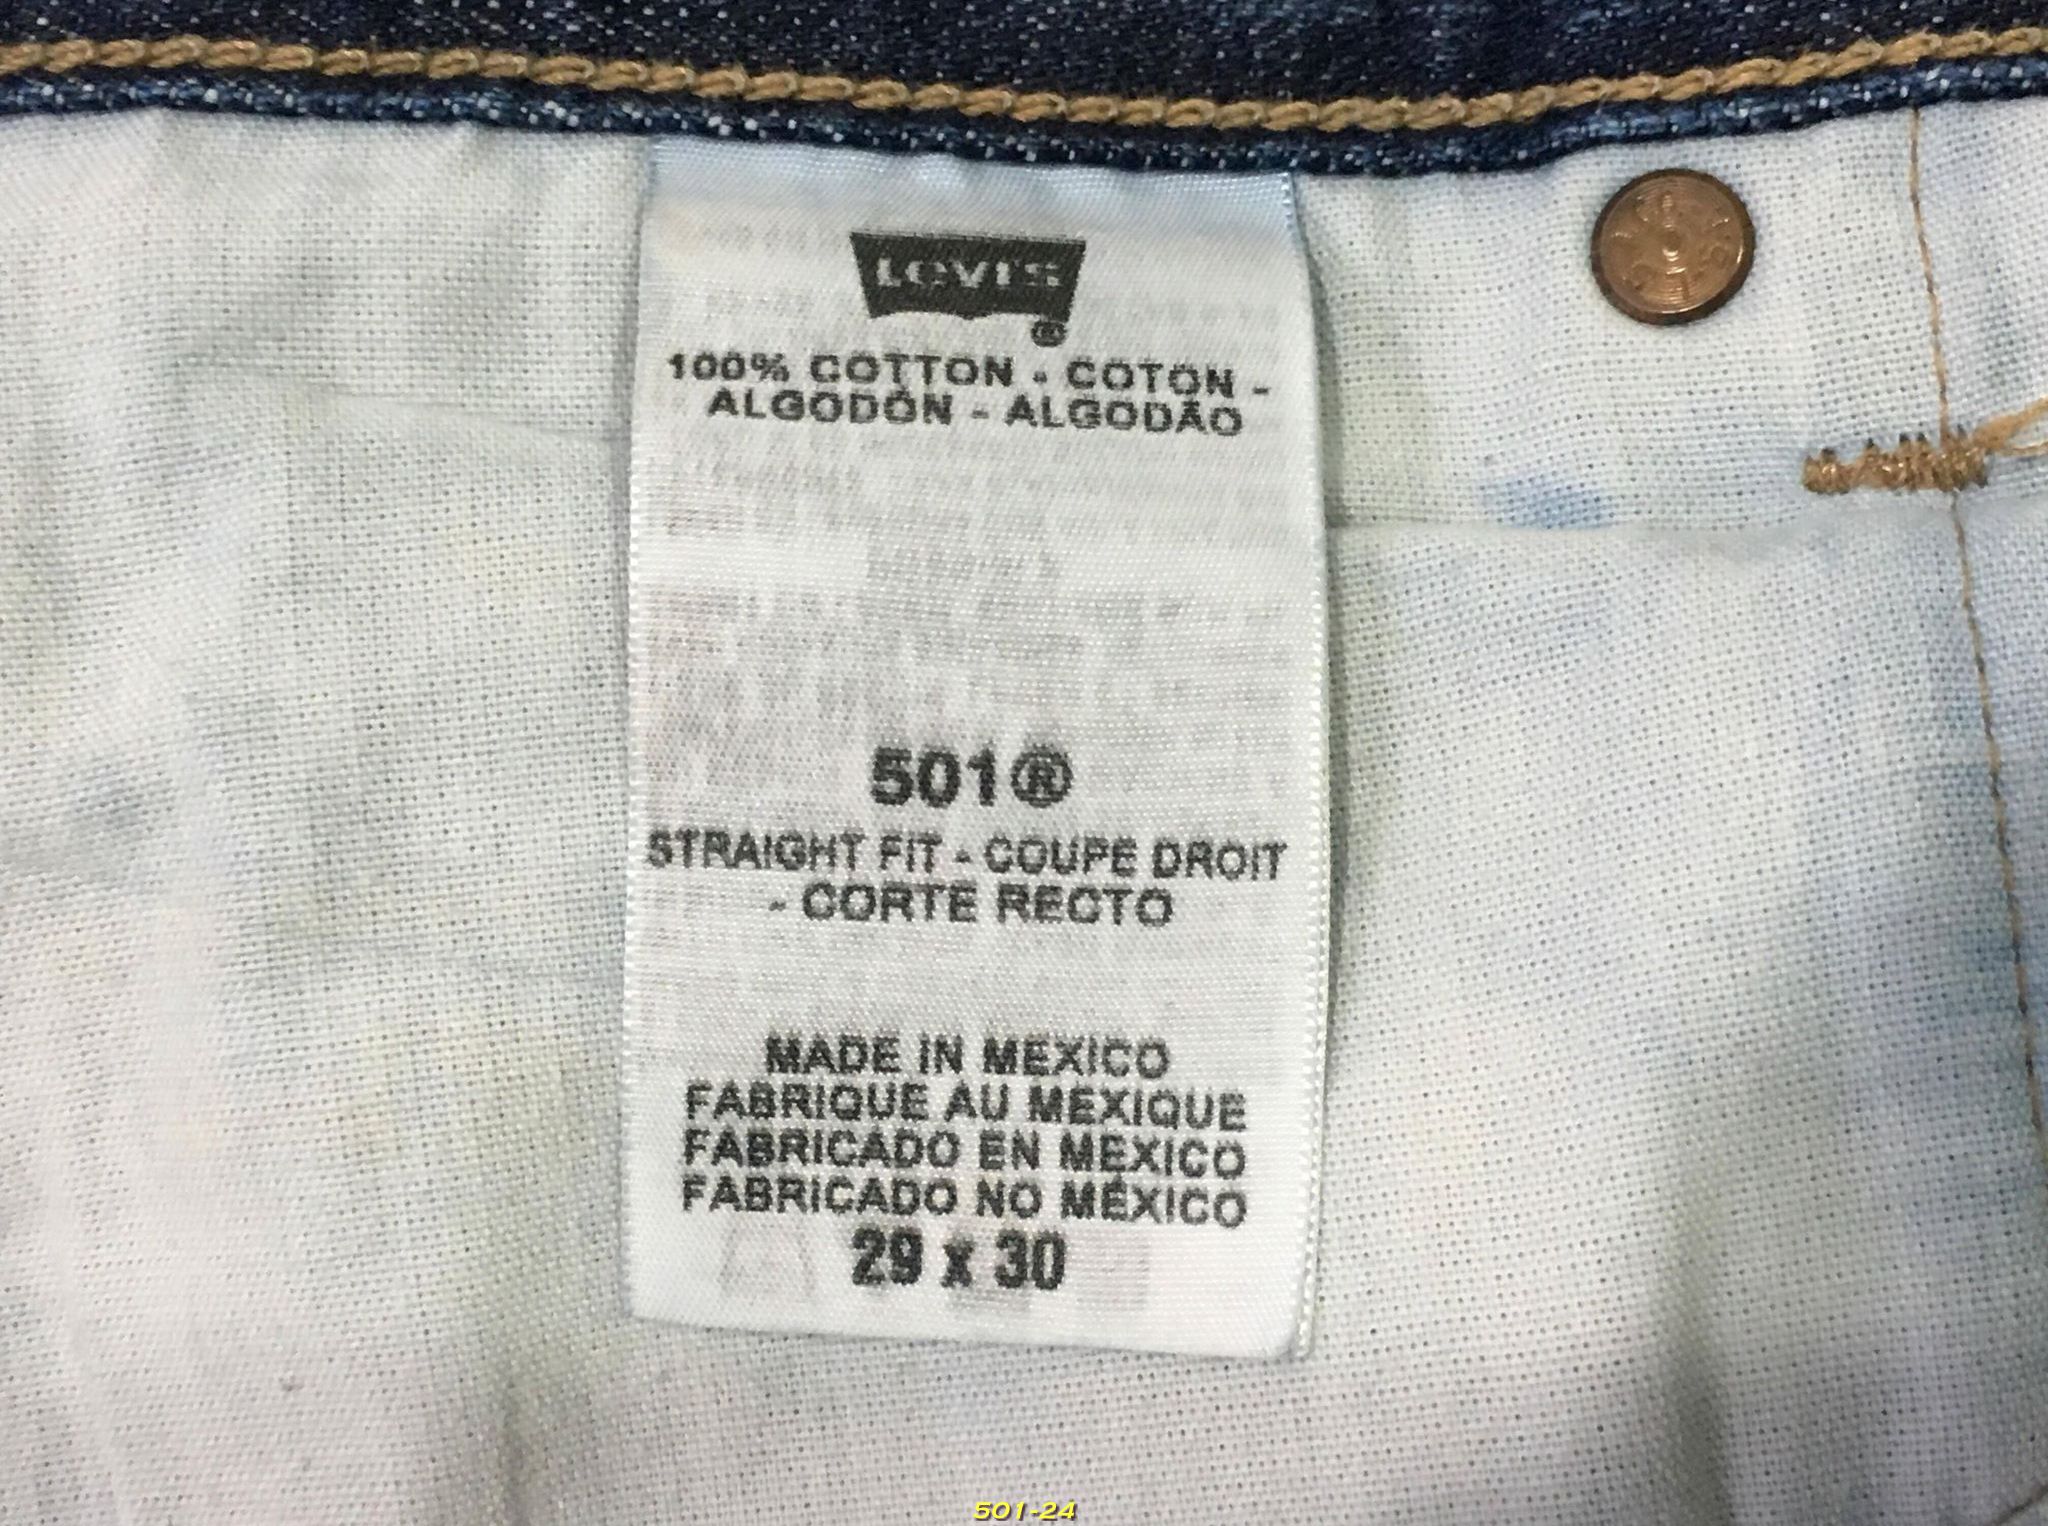 Levi's
®
100% COTTON - COTON -
ALGODÓN - ALGODÃO
501®
STRAIGHT FIT - COUPE DROIT
- CORTE RECTO
MADE IN MEXICO
FABRIQUE AU MEXIQUE
FABRICADO EN MEXICO
FABRICADO NO MÉXICO
29 x 30
501-24